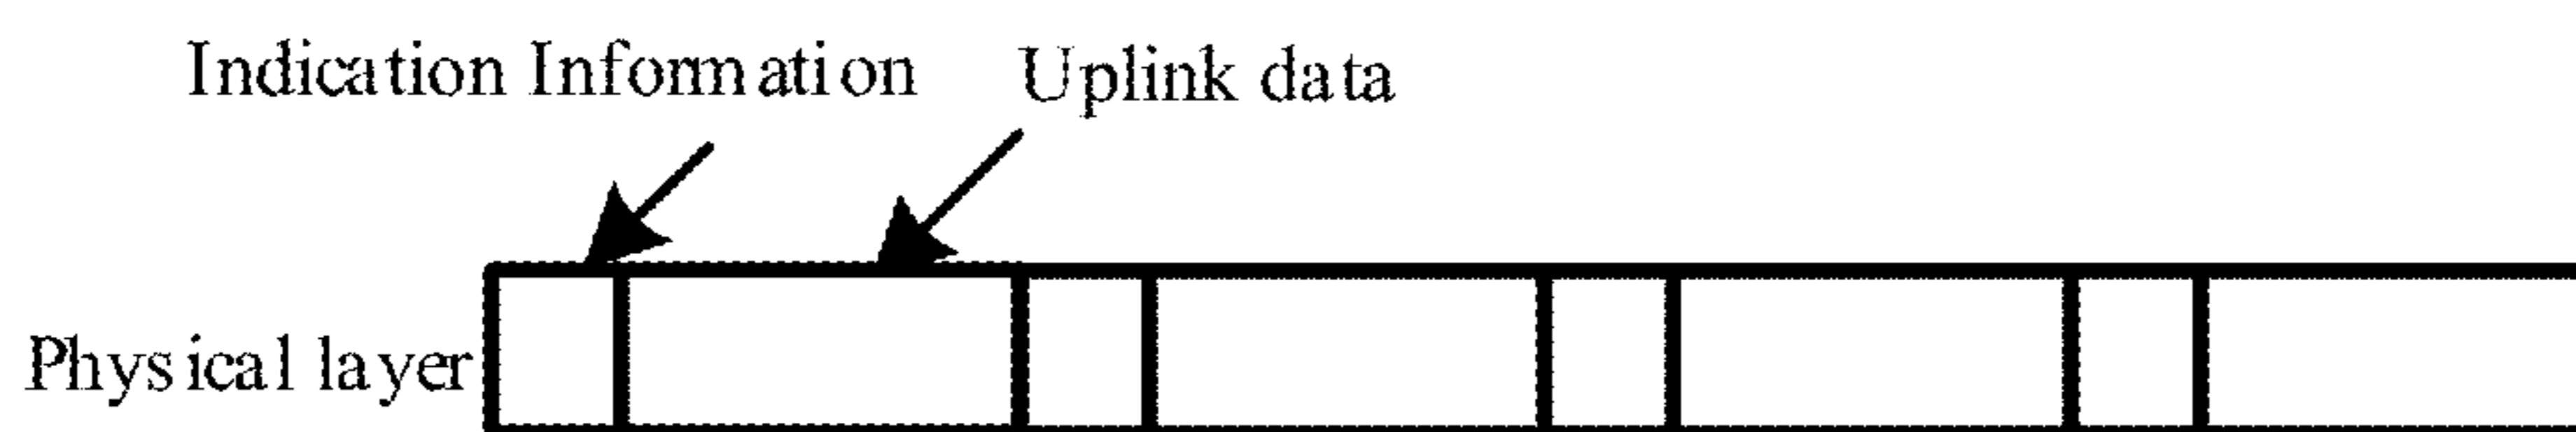 Indication Information
Uplink data
Physical layer